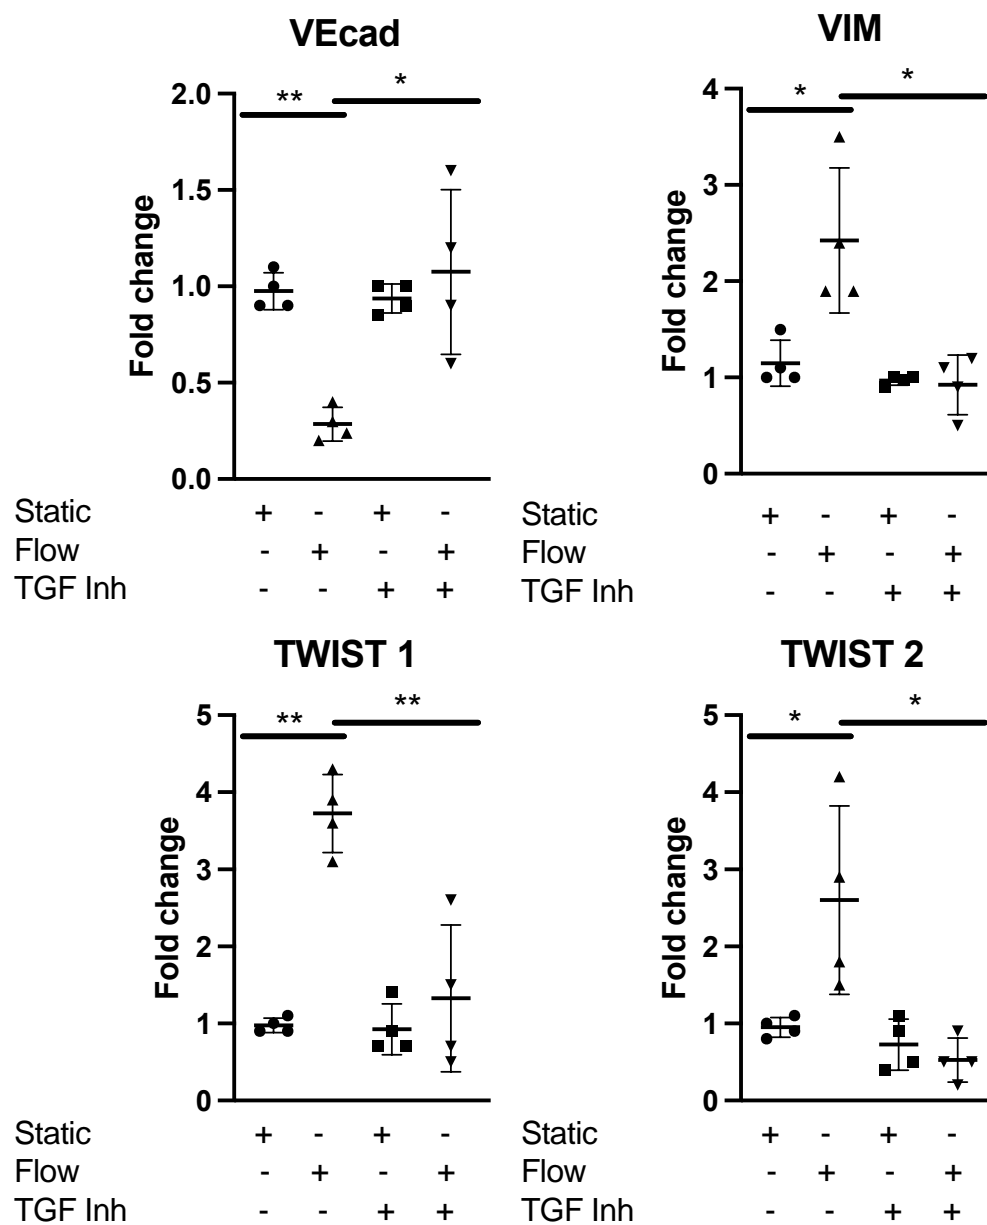 VEcad
** *
Fold change
2.0
1.5
1.0
0.5
0.0
Static + - + -
Flow - + - +
TGF Inh - - + +
VIM
* *
Fold change
4
3
2
1
0
Static + - + -
Flow - + - +
TGF Inh - - + +
TWIST 1
** **
Fold change
5
4
3
2
1
0
Static + - + -
Flow - + - +
TGF Inh - - + +
TWIST 2
* *
Fold change
5
4
3
2
1
0
Static + - + -
Flow - + - +
TGF Inh - - + +